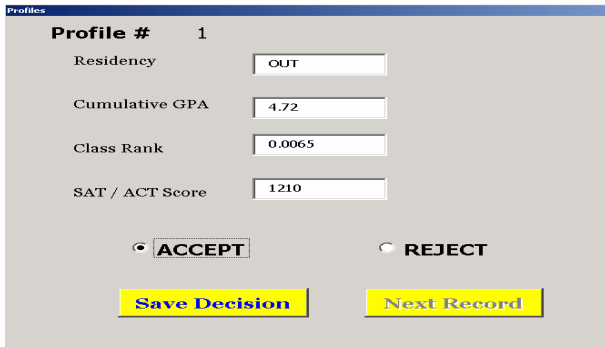 Profiles
Profile # 1
Residency OUT
Cumulative GPA 4.72
Class Rank 0.0065
SAT / ACT Score 1210
ACCEPT REJECT
Save Decision Next Record